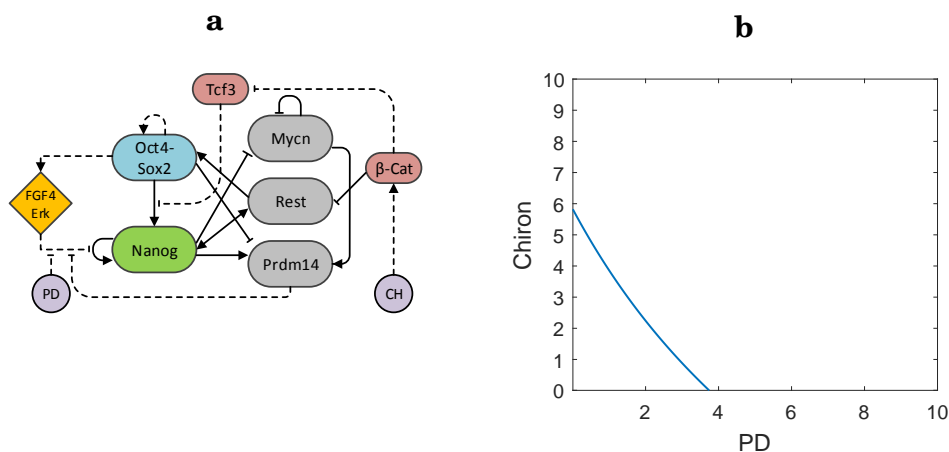 a
b
Tcf3
Mycn
Oct4-
Sox2
β-Cat
FGF4
Erk
Rest
Nanog
Prdm14
PD
CH
10
9
8
7
6
5
4
3
2
1
0
Chiron
2
4
6
8
10
PD